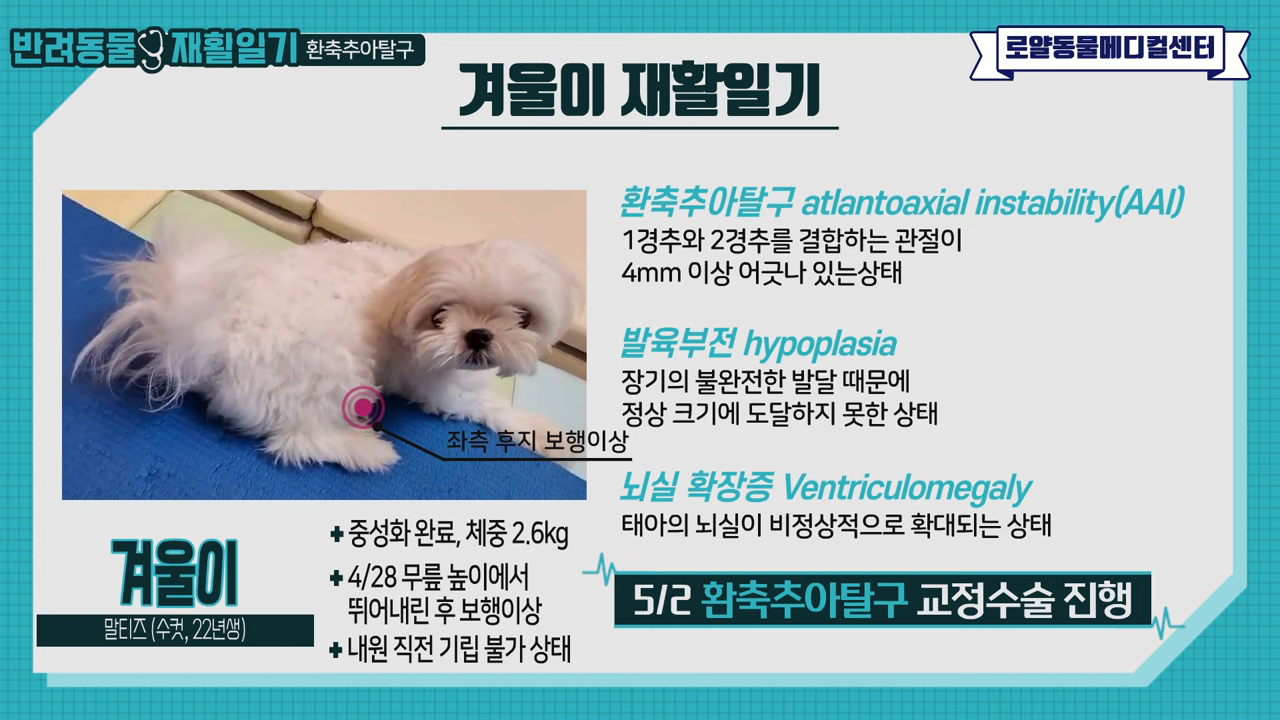 반려동물 재활일기 환축추아탈구
로얄동물메디컬센터
겨울이 재활일기
환축추아탈구 atlantoaxial instability(AAI)
1경추와 2경추를 결합하는 관절이
4mm 이상 어긋나 있는상태
발육부전 hypoplasia
장기의 불완전한 발달 때문에
정상 크기에 도달하지 못한 상태
좌측 후지 보행이상
뇌실 확장증 Ventriculomegaly
태아의 뇌실이 비정상적으로 확대되는 상태
겨울이
말티즈 (수컷, 22년생)
+ 중성화 완료, 체중 2.6kg
+ 4/28 무릎 높이에서
뛰어내린 후 보행이상
+ 내원 직전 기립 불가 상태
5/2 환축추아탈구 교정수술 진행